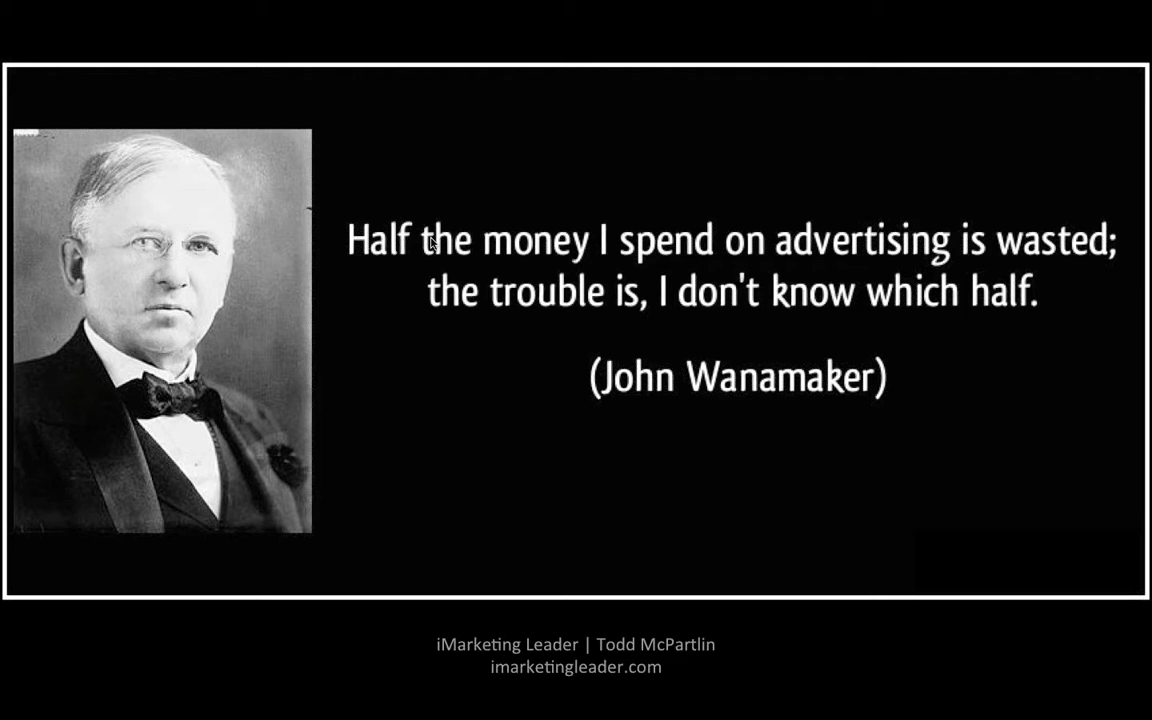 Half the money I spend on advertising is wasted;
the trouble is, I don't know which half.
(John Wanamaker)
iMarketing Leader | Todd McPartlin
imarketingleader.com